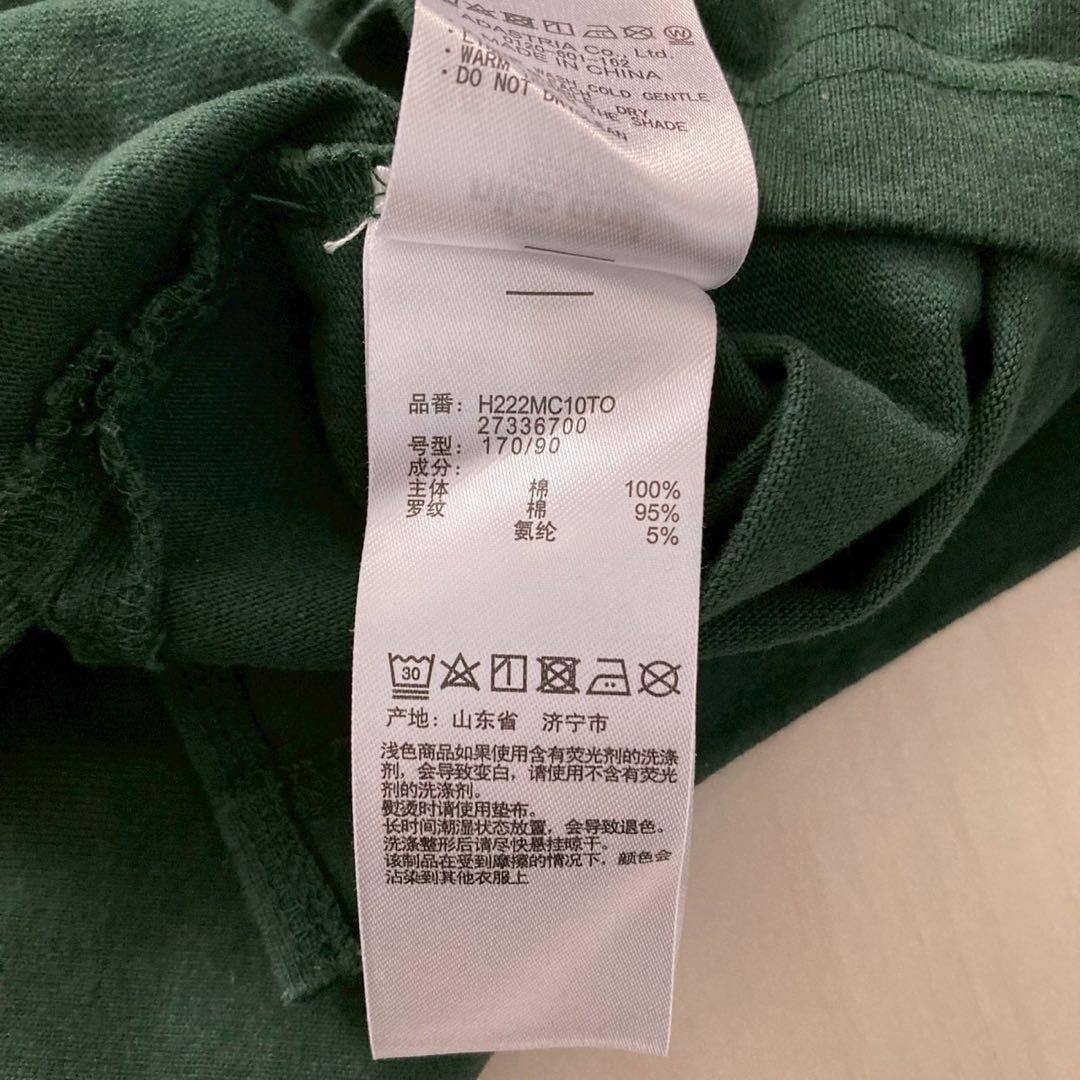 ADASTRIA Co., Ltd.
0120-601-162
MADE IN CHINA
· WARM
WASH COLD GENTLE
· DO NOT
DRY
THE SHADE
品番: H222MC10TO
27336700
号型: 170/90
成分:
主体 棉 100%
罗纹 棉 95%
氨纶 5%
30
产地: 山东省 济宁市
浅色商品如果使用含有荧光剂的洗涤
剂, 会导致变白, 请使用不含有荧光
剂的洗涤剂。
熨烫时请使用垫布。
长时间潮湿状态放置, 会导致退色。
洗涤整形后请尽快悬挂晾干。
该制品在受到摩擦的情况下, 颜色会
沾染到其他衣服上